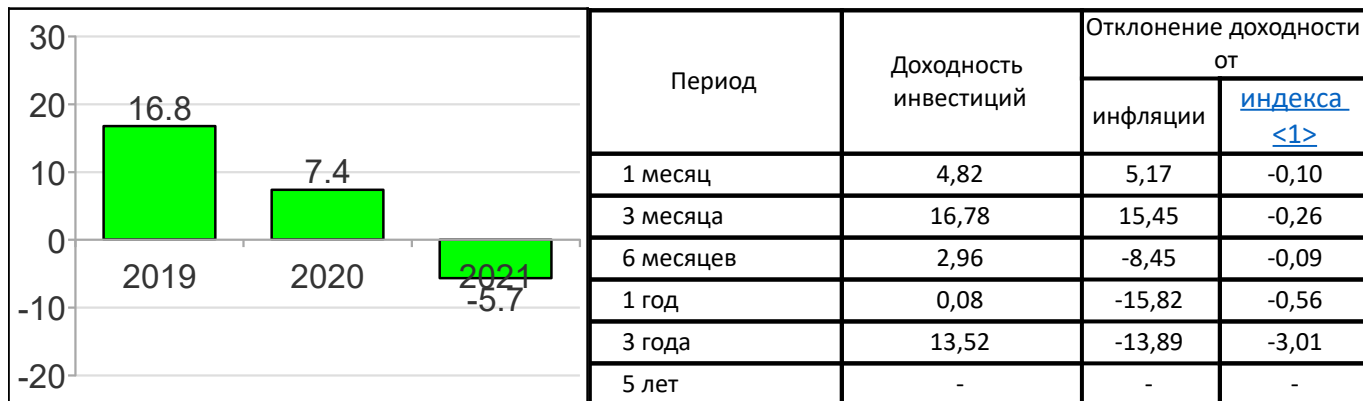 30
20
10
0
-10
-20
16.8
7.4
-5.7
2019
2020
2021
Период
Доходность
инвестиций
Отклонение доходности
от
инфляции
индекса
<1>
1 месяц 4,82 5,17 -0,10
3 месяца 16,78 15,45 -0,26
6 месяцев 2,96 -8,45 -0,09
1 год 0,08 -15,82 -0,56
3 года 13,52 -13,89 -3,01
5 лет - - -